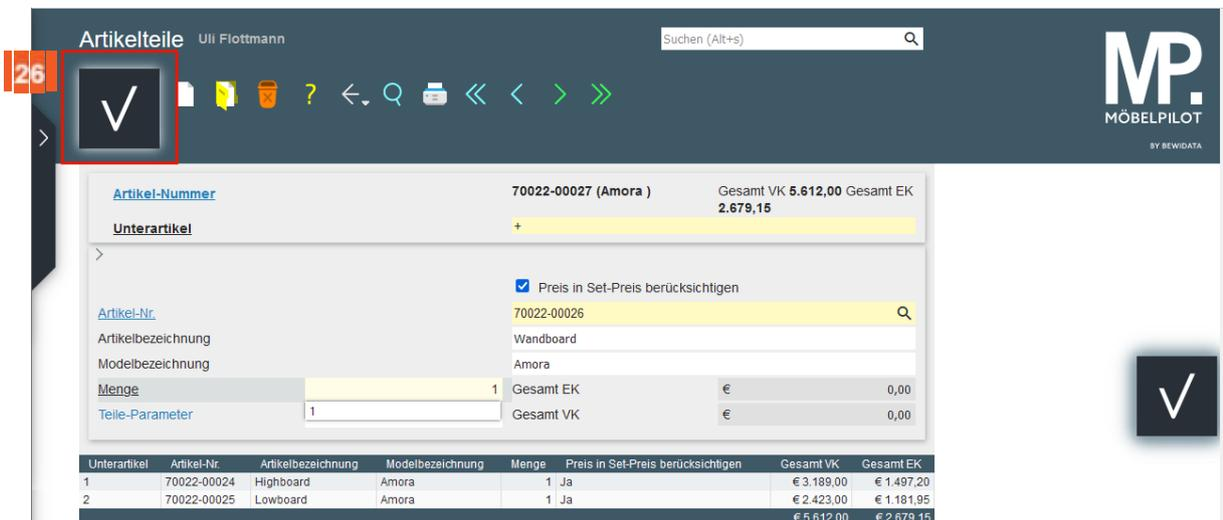 Artikelteile Uli Flottmann Suchen (Alt+s)
26
?
MP.
MÖBELPILOT
BY BEWIDATA
Artikel-Nummer 70022-00027 (Amora ) Gesamt VK 5.612,00 Gesamt EK
2.679,15
Unterartikel +
Preis in Set-Preis berücksichtigen
Artikel-Nr. 70022-00026
Artikelbezeichnung Wandboard
Modelbezeichnung Amora
Menge 1 Gesamt EK € 0,00
Teile-Parameter 1 Gesamt VK € 0,00
Unterartikel Artikel-Nr. Artikelbezeichnung Modelbezeichnung Menge Preis in Set-Preis berücksichtigen Gesamt VK Gesamt EK
1 70022-00024 Highboard Amora 1 Ja € 3.189,00 € 1.497,20
2 70022-00025 Lowboard Amora 1 Ja € 2.423,00 € 1.181,95
€ 5.612,00 € 2.679,15